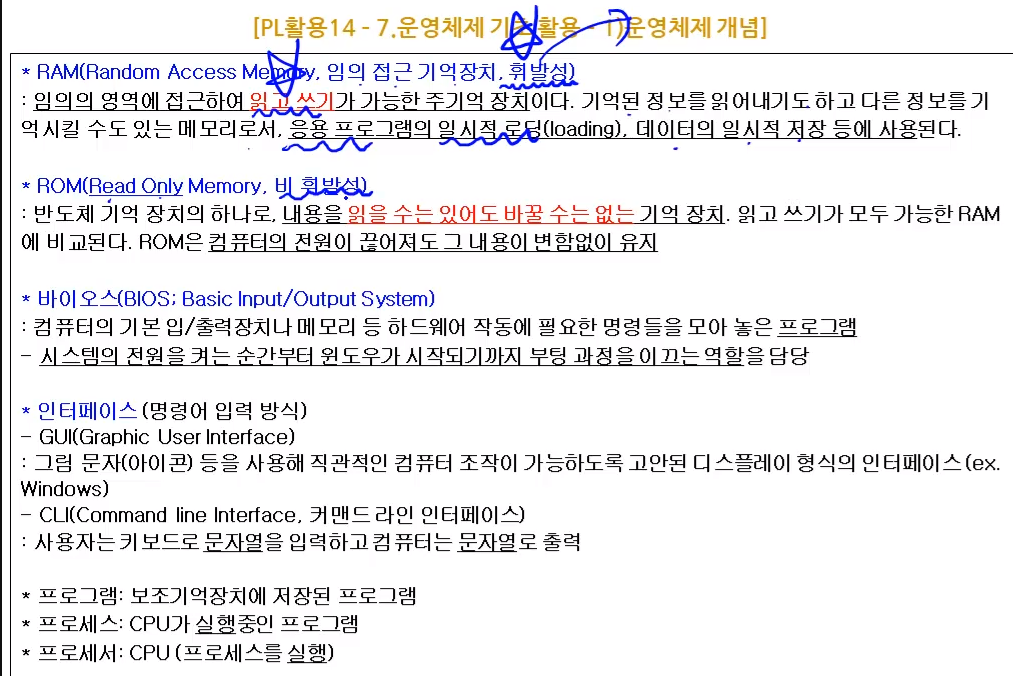 [PL활용14 - 7.운영체제 기초 활용 - 1)운영체제 개념]
* RAM(Random Access Memory, 임의 접근 기억장치, 휘발성)
: 임의의 영역에 접근하여 읽고 쓰기가 가능한 주기억 장치이다. 기억된 정보를 읽어내기도 하고 다른 정보를 기
억시킬 수도 있는 메모리로서, 응용 프로그램의 일시적 로딩(loading), 데이터의 일시적 저장 등에 사용된다.
* ROM(Read Only Memory, 비 휘발성)
: 반도체 기억 장치의 하나로, 내용을 읽을 수는 있어도 바꿀 수는 없는 기억 장치. 읽고 쓰기가 모두 가능한 RAM
에 비교된다. ROM은 컴퓨터의 전원이 끊어져도 그 내용이 변함없이 유지
* 바이오스(BIOS; Basic Input/Output System)
: 컴퓨터의 기본 입/출력장치나 메모리 등 하드웨어 작동에 필요한 명령들을 모아 놓은 프로그램
- 시스템의 전원을 켜는 순간부터 윈도우가 시작되기까지 부팅 과정을 이끄는 역할을 담당
* 인터페이스 (명령어 입력 방식)
- GUI(Graphic User Interface)
: 그림 문자(아이콘) 등을 사용해 직관적인 컴퓨터 조작이 가능하도록 고안된 디스플레이 형식의 인터페이스 (ex.
Windows)
- CLI(Command line Interface, 커맨드 라인 인터페이스)
: 사용자는 키보드로 문자열을 입력하고 컴퓨터는 문자열로 출력
* 프로그램: 보조기억장치에 저장된 프로그램
* 프로세스: CPU가 실행중인 프로그램
* 프로세서: CPU (프로세스를 실행)